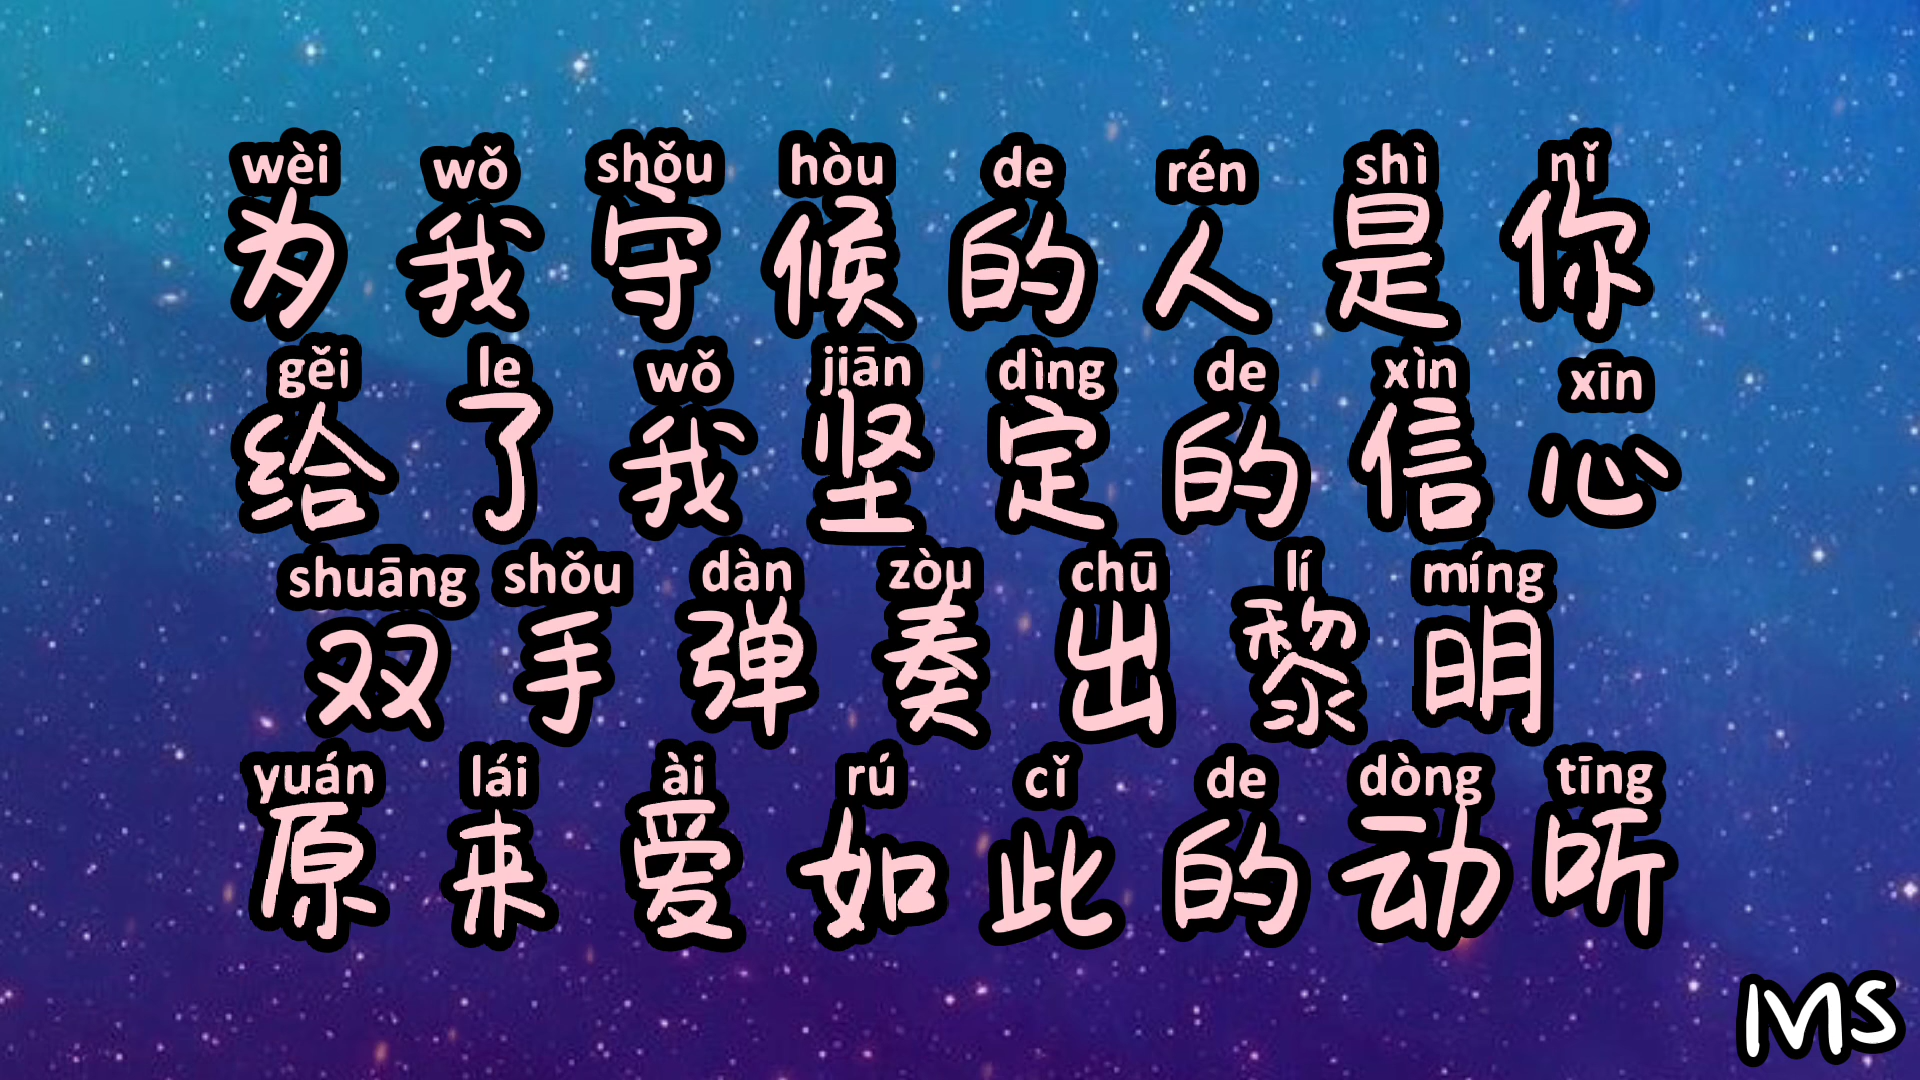 wèi wǒ shǒu hòu de rén shì nǐ
为我守候的人是你
gěi le wǒ jiān dìng de xìn xīn
给了我坚定的信心
shuāng shǒu dàn zòu chū lí míng
双手弹奏出黎明
yuán lái ài rú cǐ de dòng tīng
原来爱如此的动听
MS